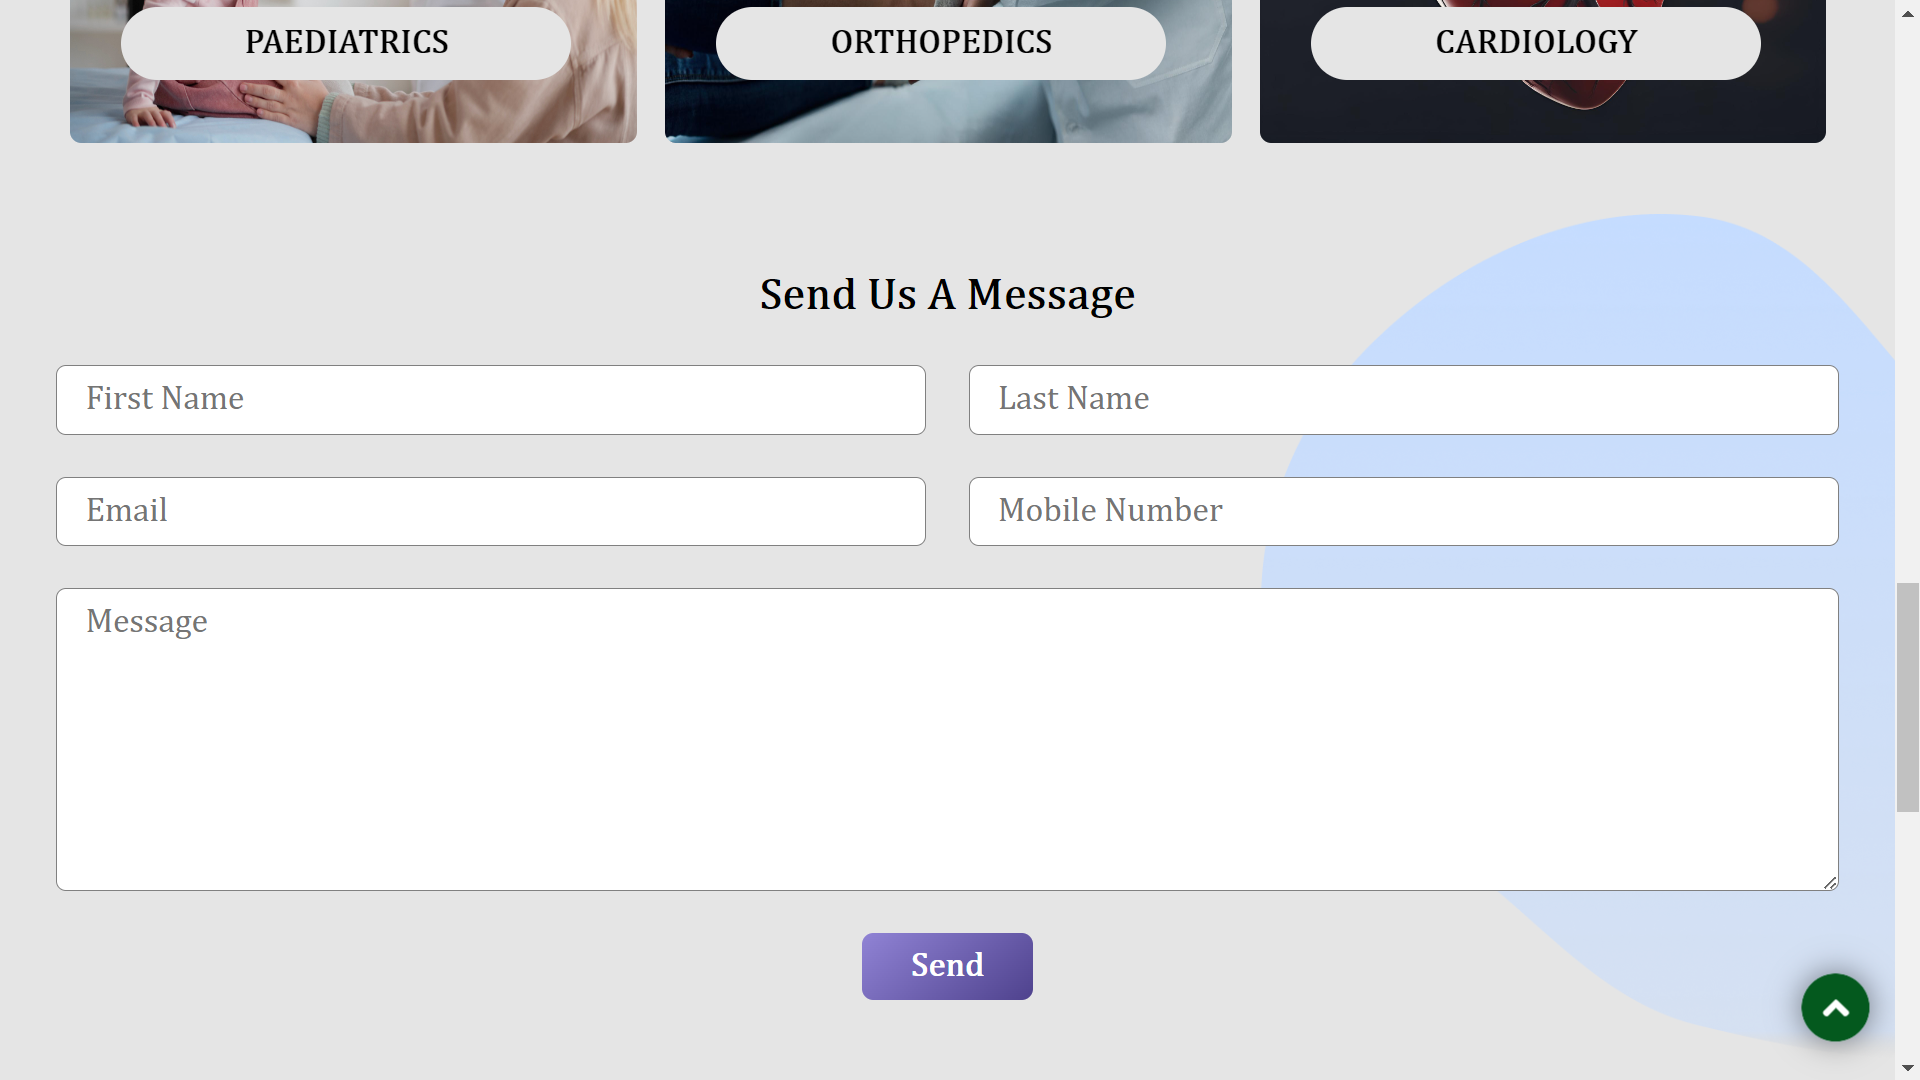 PAEDIATRICS
ORTHOPEDICS
CARDIOLOGY
Send Us A Message
First Name
Last Name
Email
Mobile Number
Message
Send